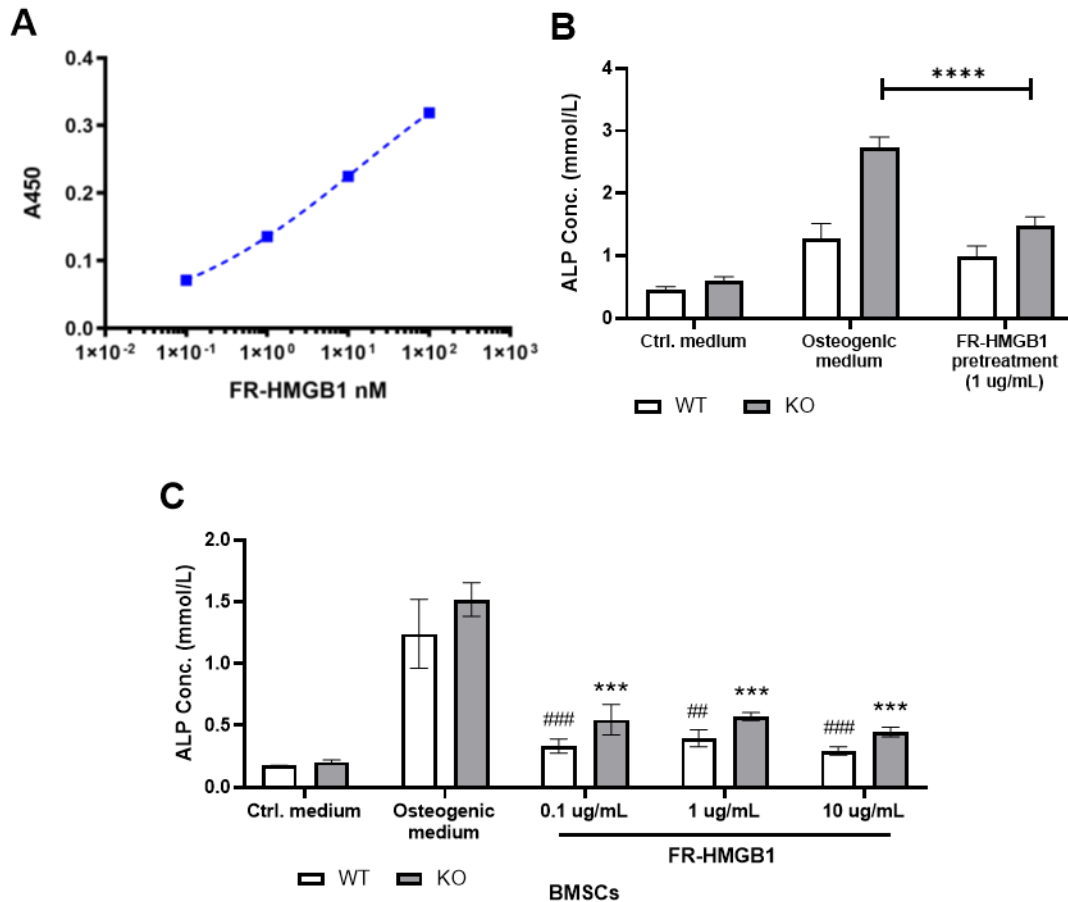 A
0.4
0.3
0.2
0.1
0.0
A450
1×10⁻²
1×10⁻¹
1×10⁰
1×10¹
1×10²
1×10³
FR-HMGB1 nM
B
4
3
2
1
0
ALP Conc. (mmol/L)
****
Ctrl. medium
Osteogenic
medium
FR-HMGB1
pretreatment
(1 ug/mL)
WT
KO
C
2.0
1.5
1.0
0.5
0.0
ALP Conc. (mmol/L)
###
***
##
***
###
***
Ctrl. medium
Osteogenic
medium
0.1 ug/mL
1 ug/mL
10 ug/mL
FR-HMGB1
WT
KO
BMSCs